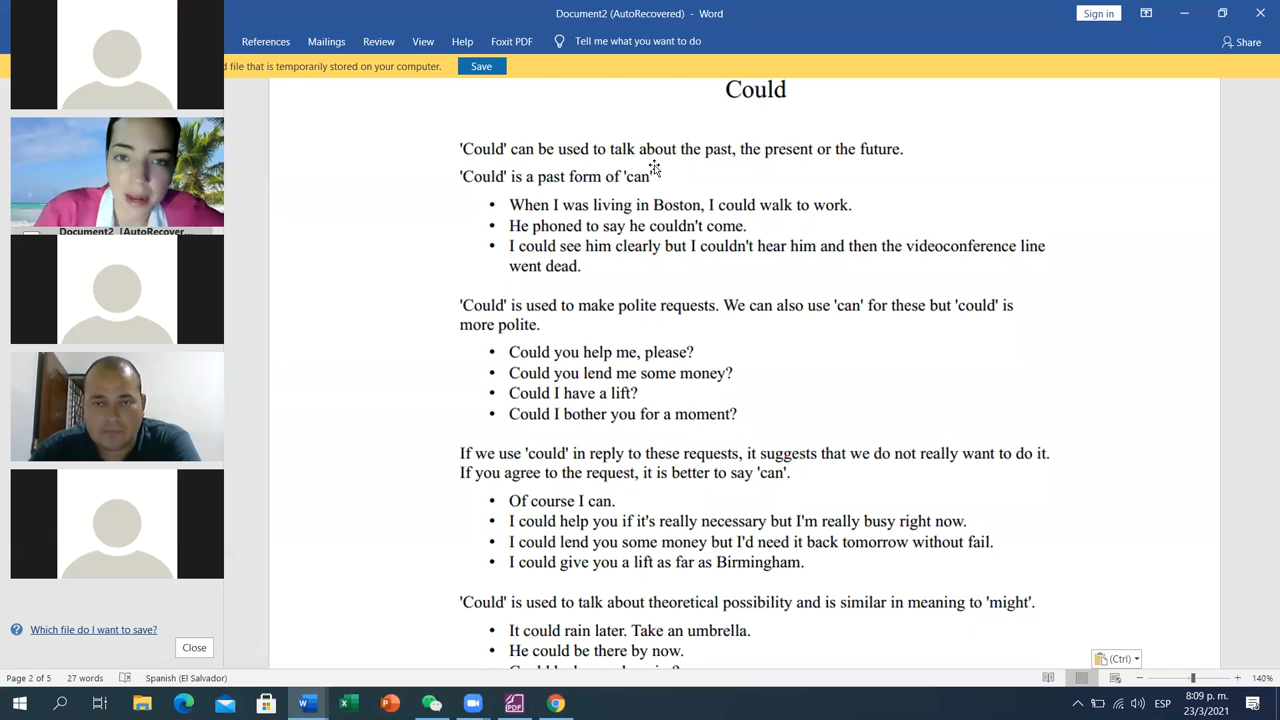 Document2 (AutoRecovered) - Word
Sign in
References Mailings Review View Help Foxit PDF Tell me what you want to do
Share
file that is temporarily stored on your computer. Save
Could
'Could' can be used to talk about the past, the present or the future.
'Could' is a past form of 'can'
• When I was living in Boston, I could walk to work.
• He phoned to say he couldn't come.
• I could see him clearly but I couldn't hear him and then the videoconference line
went dead.
Document2 [AutoRecover...
'Could' is used to make polite requests. We can also use 'can' for these but 'could' is
more polite.
• Could you help me, please?
• Could you lend me some money?
• Could I have a lift?
• Could I bother you for a moment?
If we use 'could' in reply to these requests, it suggests that we do not really want to do it.
If you agree to the request, it is better to say 'can'.
• Of course I can.
• I could help you if it's really necessary but I'm really busy right now.
• I could lend you some money but I'd need it back tomorrow without fail.
• I could give you a lift as far as Birmingham.
'Could' is used to talk about theoretical possibility and is similar in meaning to 'might'.
• It could rain later. Take an umbrella.
• He could be there by now.
Which file do I want to save?
Close
(Ctrl)
Page 2 of 5 27 words Spanish (El Salvador) 140%
ESP
8:09 p. m.
23/3/2021